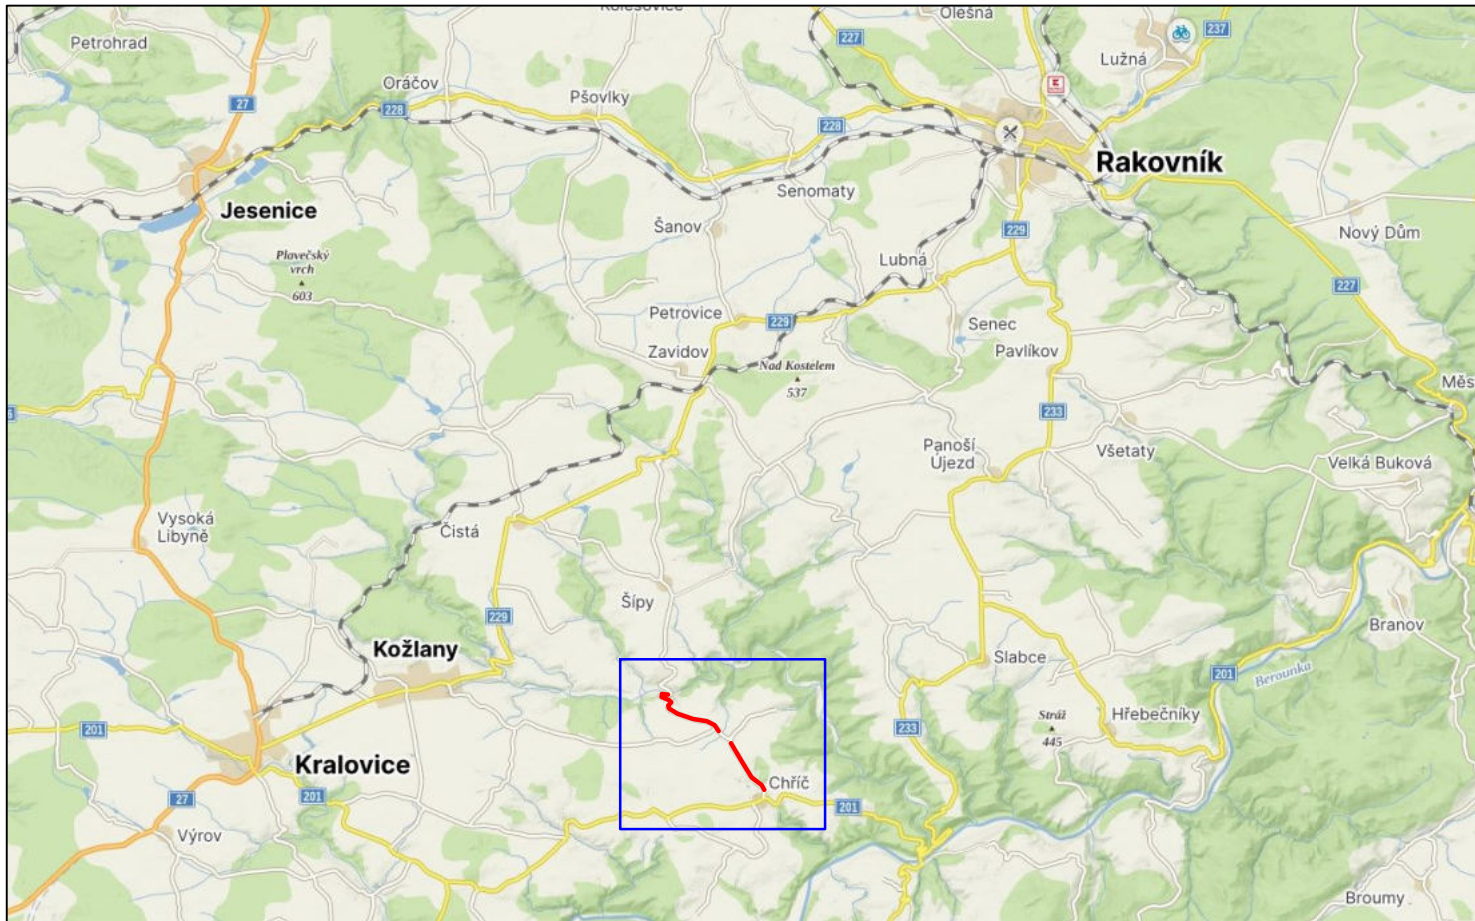 Kolešovice
Olešná
237
227
Petrohrad
Lužná
Oráčov
27
228
Pšovlky
228
Rakovník
Senomaty
Jesenice
Šanov
229
Nový Dům
Plavečský
vrch
603
Lubná
227
Petrovice
229
Senec
Pavlíkov
Zavidov
Nad Kostelem
537
Měs
233
Panoší
Újezd
Všetaty
Velká Buková
Vysoká
Libyně
Čistá
Šípy
229
Branov
Kožlany
Slabce
201
Berounka
Stráž
445
Hřebečníky
201
233
Kralovice
Chříč
201
27
201
Výrov
Broumy